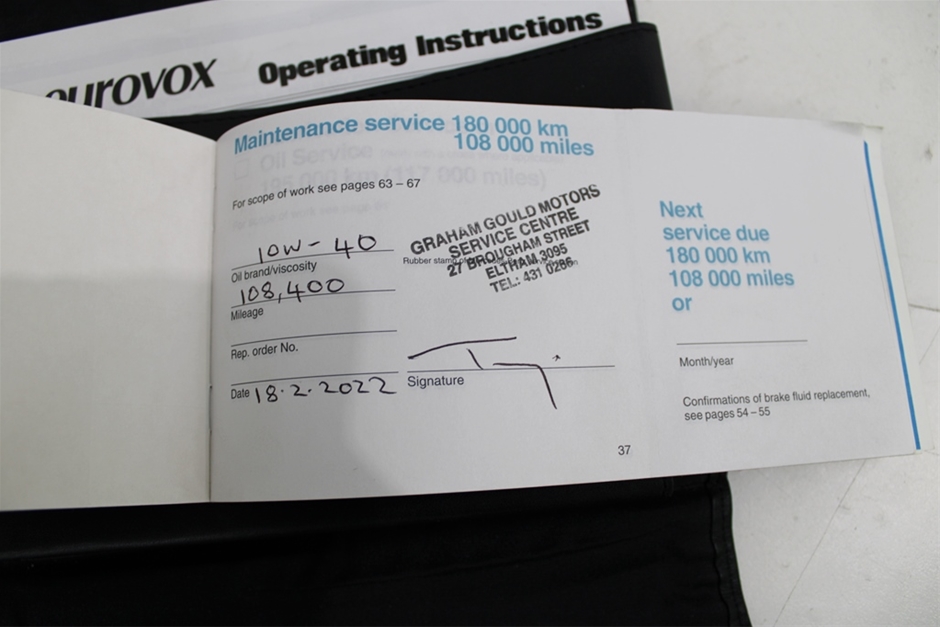 eurovox Operating Instructions
Maintenance service 180 000 km
108 000 miles
For scope of work see pages 63 – 67
10W - 40
Oil brand/viscosity
108,400
Mileage
Rep. order No.
Date 18.2.2022
GRAHAM GOULD MOTORS
SERVICE CENTRE
27 BROUGHAM STREET
Rubber stamp of
ELTHAM 3095
TEL.: 431 0286
Signature
37
Next
service due
180 000 km
108 000 miles
or
Month/year
Confirmations of brake fluid replacement,
see pages 54 – 55